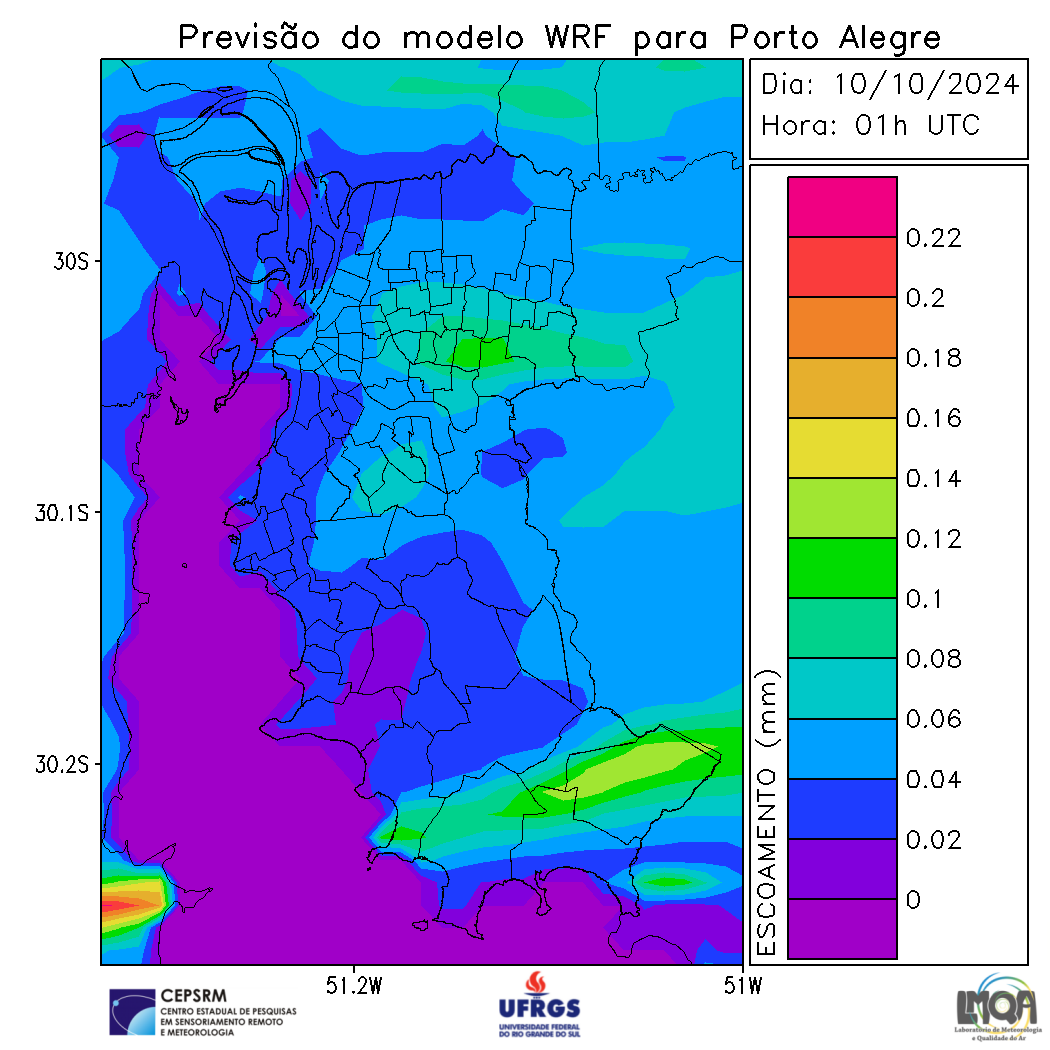 Previsão do modelo WRF para Porto Alegre
Dia: 10/10/2024
Hora: 01h UTC
0.22
0.2
0.18
0.16
0.14
0.12
0.1
0.08
0.06
0.04
0.02
0
ESCOAMENTO (mm)
30S
30.1S
30.2S
51.2W
51W
CEPSRM
CENTRO ESTADUAL DE PESQUISAS
EM SENSORIAMENTO REMOTO
E METEOROLOGIA
UFRGS
UNIVERSIDADE FEDERAL
DO RIO GRANDE DO SUL
LMQA
Laboratório de Meteorologia
e Qualidade do Ar